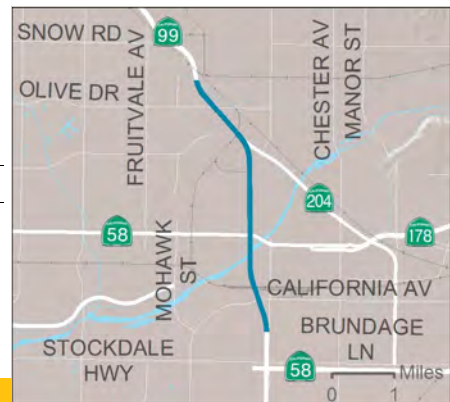 SNOW RD
99
FRUITVALE AV
CHESTER AV
MANOR ST
OLIVE DR
CALIFORNIA
204
58
178
MOHAWK
ST
CALIFORNIA AV
BRUNDAGE
LN
STOCKDALE
HWY
58
Miles
0 1